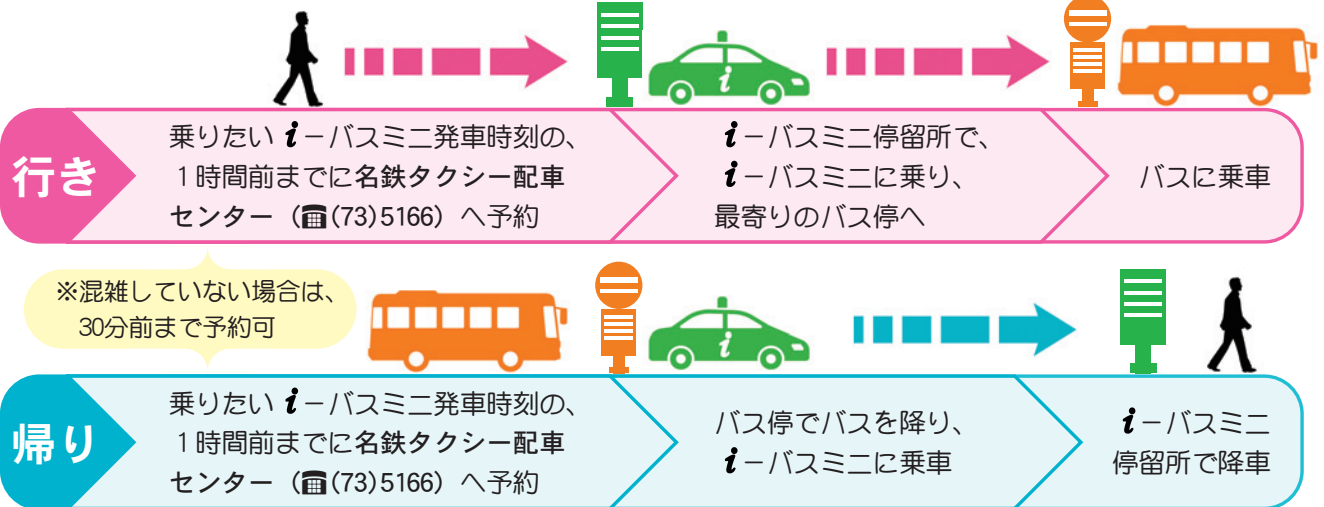 行き
乗りたい i－バスミニ発車時刻の、
1時間前までに名鉄タクシー配車
センター（☎(73)5166）へ予約
i－バスミニ停留所で、
i－バスミニに乗り、
最寄りのバス停へ
バスに乗車
※混雑していない場合は、
30分前まで予約可
i
i
帰り
乗りたい i－バスミニ発車時刻の、
1時間前までに名鉄タクシー配車
センター（☎(73)5166）へ予約
バス停でバスを降り、
i－バスミニに乗車
i－バスミニ
停留所で降車